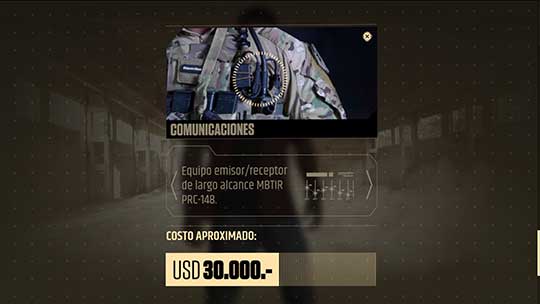 COMUNICACIONES
Equipo emisor/receptor
de largo alcance MBTIR
PRC-148.
COSTO APROXIMADO:
USD 30.000.-